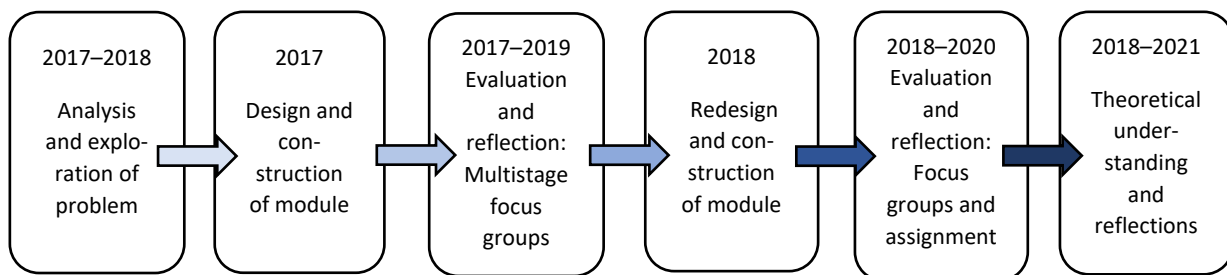 2017–2018
Analysis
and explo-
ration of
problem
2017
Design and
con-
struction
of module
2017–2019
Evaluation
and
reflection:
Multistage
focus
groups
2018
Redesign
and con-
struction
of module
2018–2020
Evaluation
and
reflection:
Focus
groups and
assignment
2018–2021
Theoretical
under-
standing
and
reflections